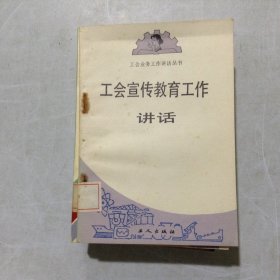 工会业务工作讲话丛书
工会宣传教育工作
讲话
工人出版社